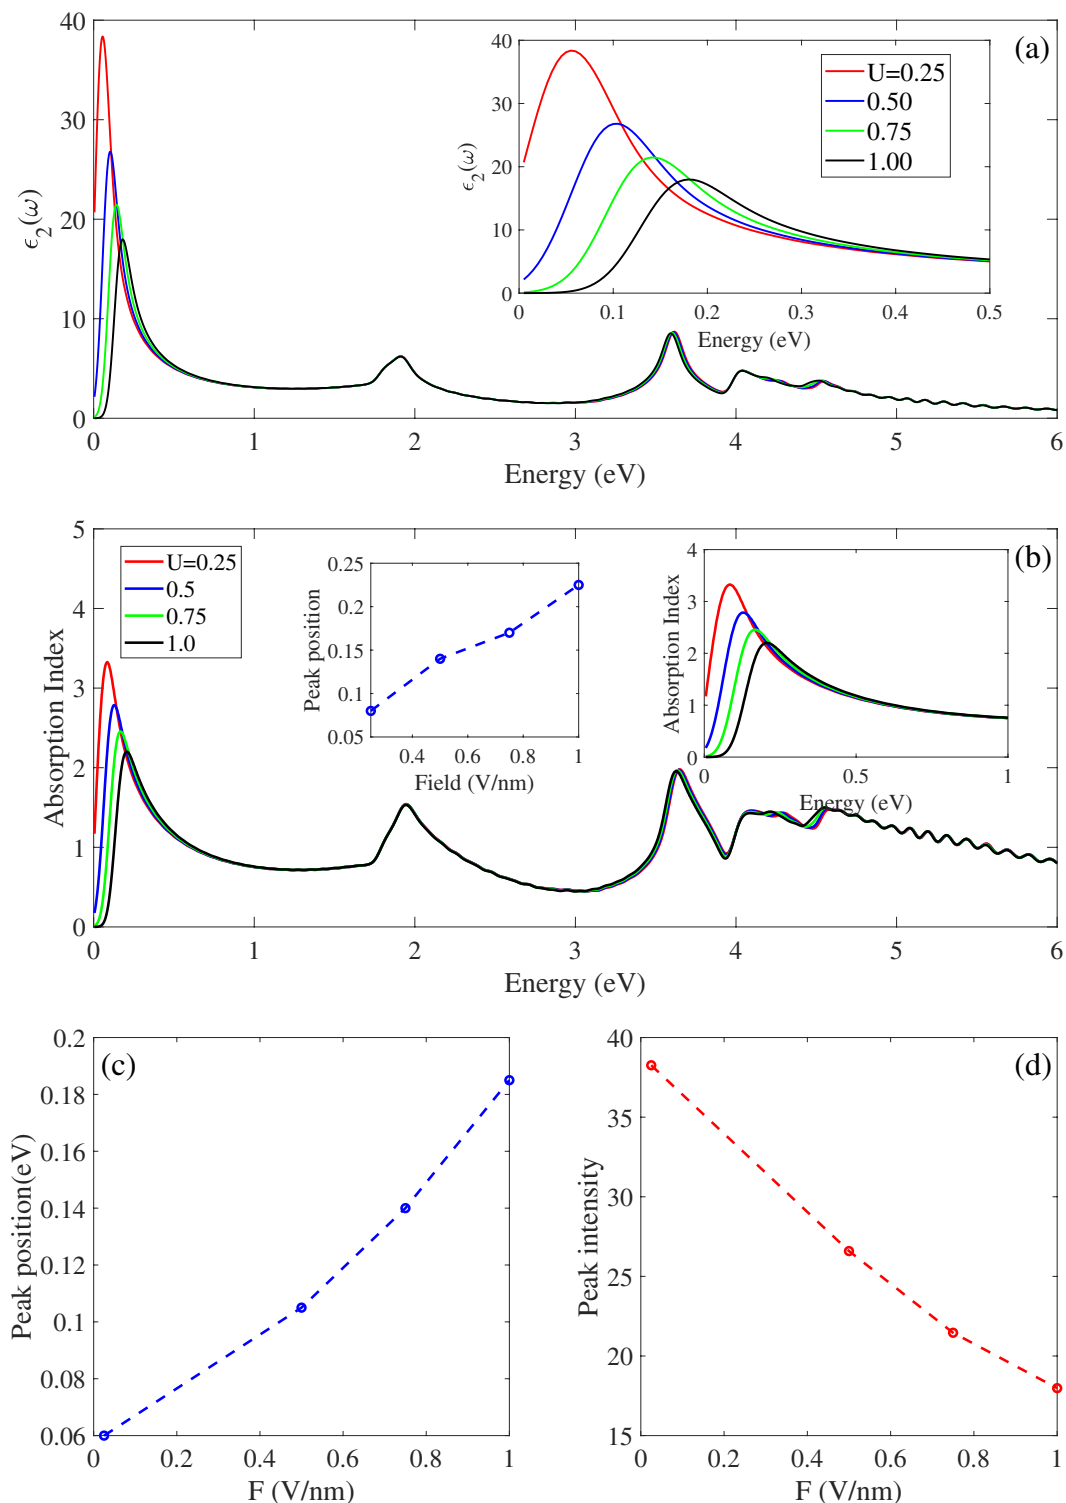 (a)
ϵ₂(ω)
40
30
20
10
0
0 1 2 3 4 5 6
Energy (eV)
ϵ₂(ω)
40
30
20
10
0
0 0.1 0.2 0.3 0.4 0.5
Energy (eV)
U=0.25
0.50
0.75
1.00
(b)
Absorption Index
5
4
3
2
1
0
0 1 2 3 4 5 6
Energy (eV)
U=0.25
0.5
0.75
1.0
Peak position
0.25
0.2
0.15
0.1
0.05
0.4 0.6 0.8 1
Field (V/nm)
Absorption Index
4
3
2
1
0
0 0.5 1
Energy (eV)
(c)
Peak position(eV)
0.2
0.18
0.16
0.14
0.12
0.1
0.08
0.06
0 0.2 0.4 0.6 0.8 1
F (V/nm)
(d)
Peak intensity
40
35
30
25
20
15
0 0.2 0.4 0.6 0.8 1
F (V/nm)